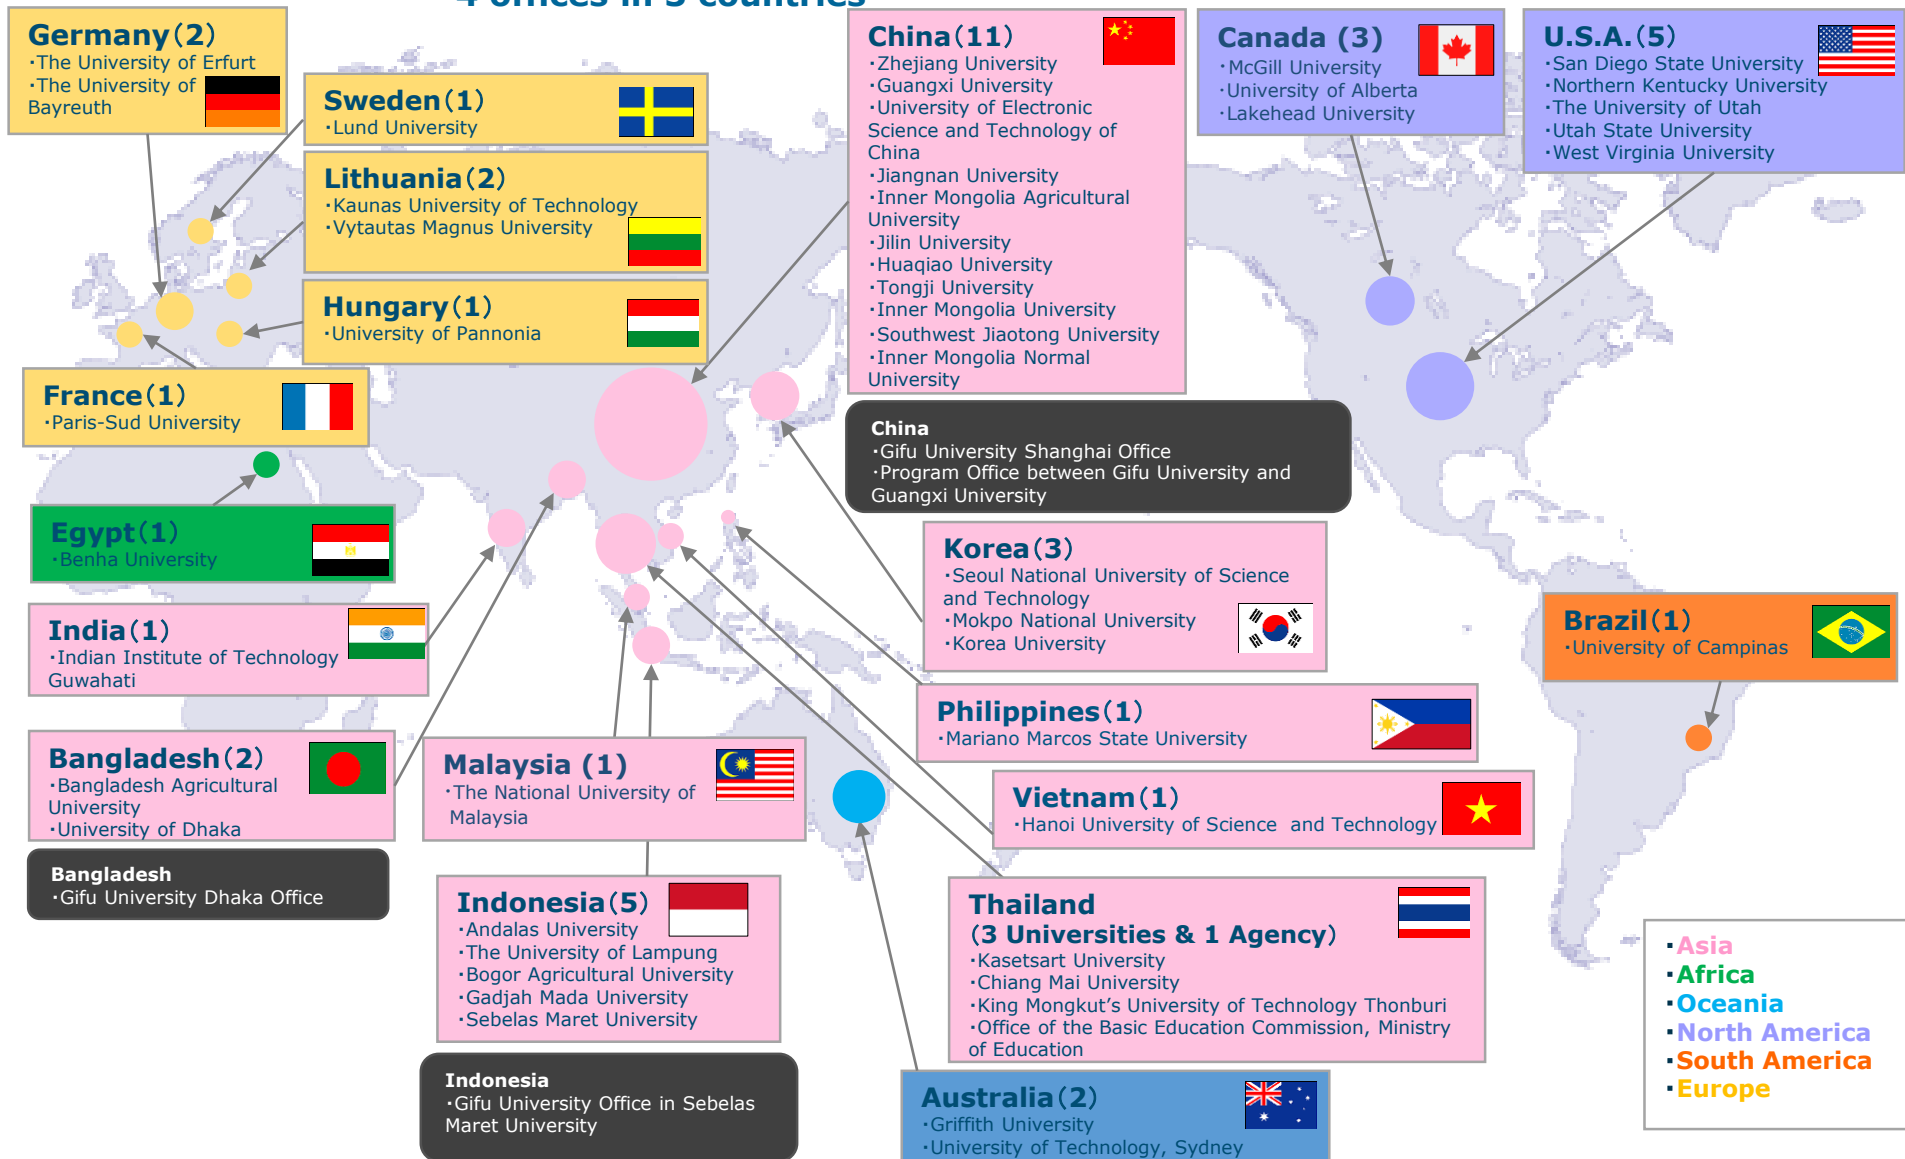 4 offices in 3 countries
Germany(2)
・The University of Erfurt
・The University of
Bayreuth
Sweden(1)
・Lund University
Lithuania(2)
・Kaunas University of Technology
・Vytautas Magnus University
Hungary(1)
・University of Pannonia
France(1)
・Paris-Sud University
Egypt(1)
・Benha University
India(1)
・Indian Institute of Technology
Guwahati
Bangladesh(2)
・Bangladesh Agricultural
University
・University of Dhaka
Bangladesh
・Gifu University Dhaka Office
China(11)
・Zhejiang University
・Guangxi University
・University of Electronic
Science and Technology of
China
・Jiangnan University
・Inner Mongolia Agricultural
University
・Jilin University
・Huaqiao University
・Tongji University
・Inner Mongolia University
・Southwest Jiaotong University
・Inner Mongolia Normal
University
China
・Gifu University Shanghai Office
・Program Office between Gifu University and
Guangxi University
Canada (3)
・McGill University
・University of Alberta
・Lakehead University
U.S.A.(5)
・San Diego State University
・Northern Kentucky University
・The University of Utah
・Utah State University
・West Virginia University
Korea(3)
・Seoul National University of Science
and Technology
・Mokpo National University
・Korea University
Brazil(1)
・University of Campinas
Philippines(1)
・Mariano Marcos State University
Malaysia (1)
・The National University of
Malaysia
Vietnam(1)
・Hanoi University of Science and Technology
Indonesia(5)
・Andalas University
・The University of Lampung
・Bogor Agricultural University
・Gadjah Mada University
・Sebelas Maret University
Indonesia
・Gifu University Office in Sebelas
Maret University
Thailand
(3 Universities & 1 Agency)
・Kasetsart University
・Chiang Mai University
・King Mongkut’s University of Technology Thonburi
・Office of the Basic Education Commission, Ministry
of Education
Australia(2)
・Griffith University
・University of Technology, Sydney
・Asia
・Africa
・Oceania
・North America
・South America
・Europe